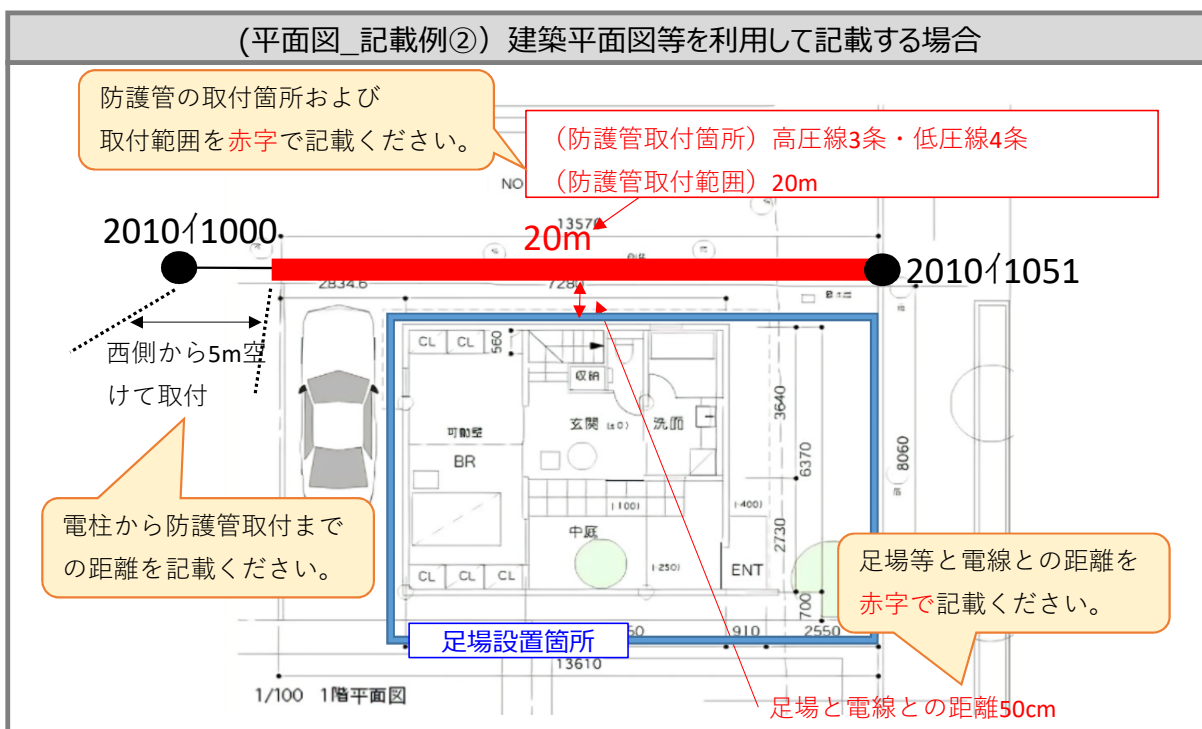 (平面図_記載例②）建築平面図等を利用して記載する場合
防護管の取付箇所および
取付範囲を赤字で記載ください。
（防護管取付箇所）高圧線3条・低圧線4条
（防護管取付範囲）20m
NO
13570
20m
2010イ1000
2010イ1051
2834.6
7280
西側から5m空
けて取付
CL CL
560
収納
玄関 (±0)
洗面
可動壁
BR
3640
6370
8060
(-100)
(-400)
中庭
2730
(-250)
ENT
CL CL CL
700
電柱から防護管取付まで
の距離を記載ください。
足場等と電線との距離を
赤字で記載ください。
足場設置箇所
910
2550
13610
1/100 1階平面図
足場と電線との距離50cm